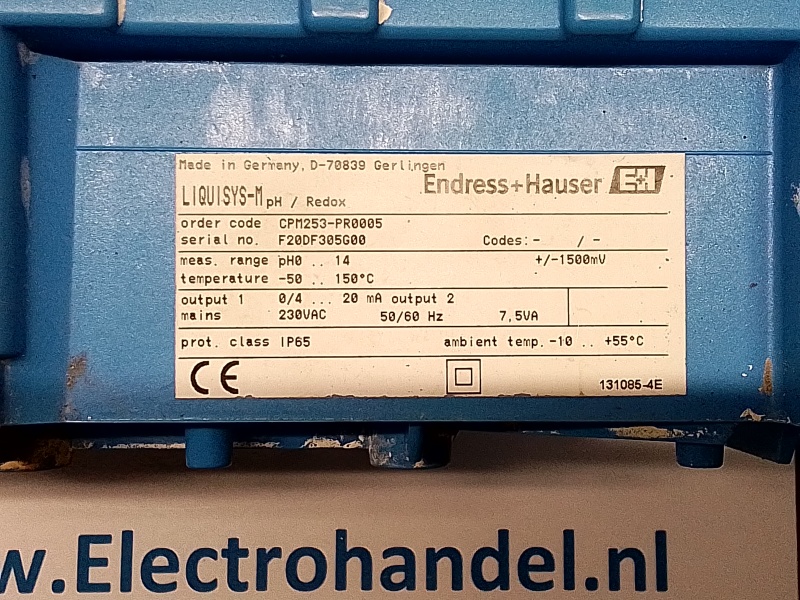 Made in Germany, D-70839 Gerlingen
LIQUISYS-M pH / Redox Endress+Hauser E+H
order code CPM253-PR0005
serial no. F20DF305G00 Codes: - / -
meas. range pH0 .. 14 +/-1500mV
temperature -50 .. 150°C
output 1 0/4 ... 20 mA output 2
mains 230VAC 50/60 Hz 7,5VA
prot. class IP65 ambient temp. -10 .. +55°C
CE 131085-4E
w.Electrohandel.nl